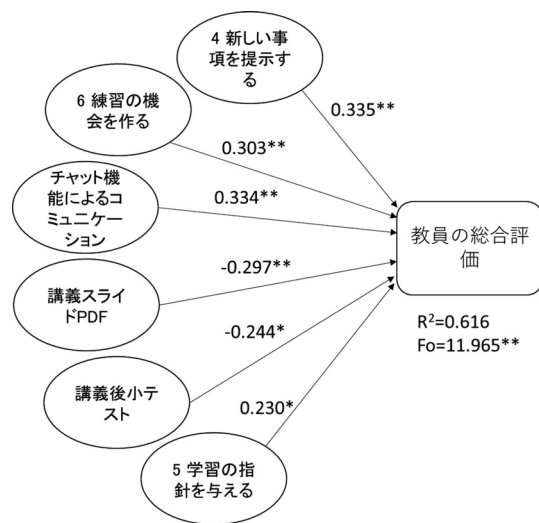 4 新しい事
項を提示す
る
0.335**
6 練習の機
会を作る
0.303**
チャット機
能によるコ
ミュニケー
ション
0.334**
教員の総合評
価
講義スライ
ドPDF
-0.297**
R²=0.616
Fo=11.965**
講義後小テ
スト
-0.244*
5 学習の指
針を与える
0.230*